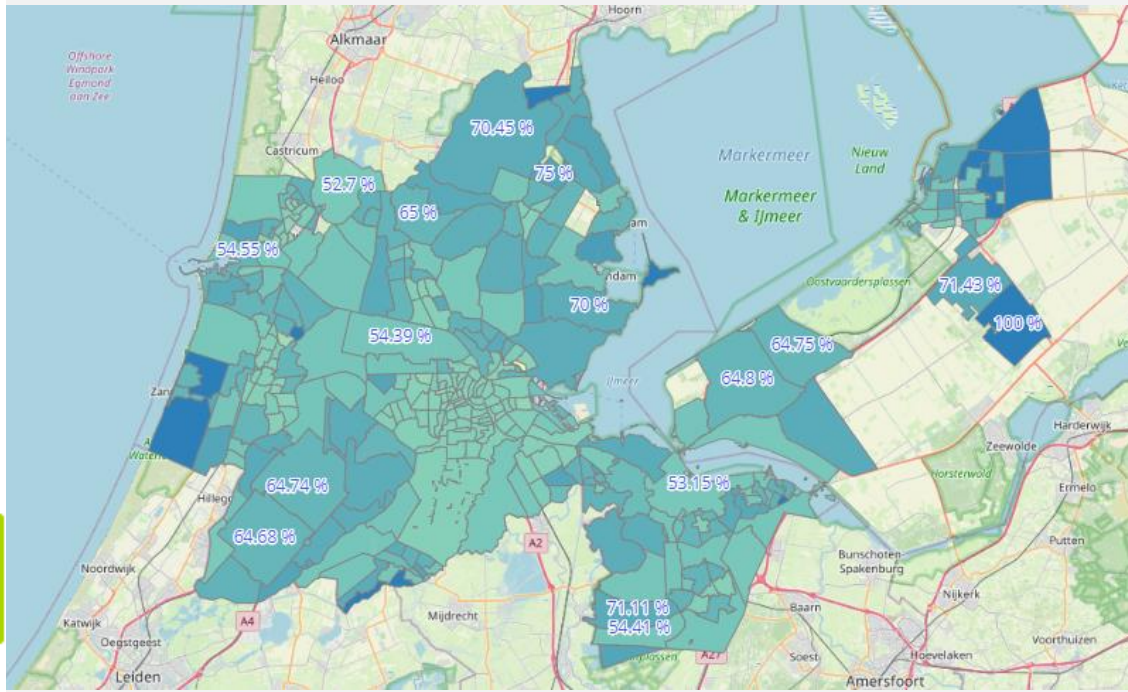 Hoorn
Alkmaar
Offshore
Windpark
Egmond
aan Zee
Heiloo
70.45 %
Castricum
Markermeer
Nieuw
Land
52.7 %
75 %
65 %
Markermeer
& IJmeer
54.55 %
ndam
Oostvaardersplassen
71.43 %
70 %
100 %
54.39 %
64.75 %
IJmeer
64.8 %
Zan
Harderwijk
Zeewolde
Horsterwold
Ermelo
64.74 %
53.15 %
Hillego
64.68 %
A2
Putten
Bunschoten
Spakenburg
Noordwijk
Nijkerk
71.11 %
Mijdrecht
Baarn
Katwijk
A4
54.41 %
Voorthuizen
Oegstgeest
A27
Soest
Hoevelaken
Leiden
Amersfoort